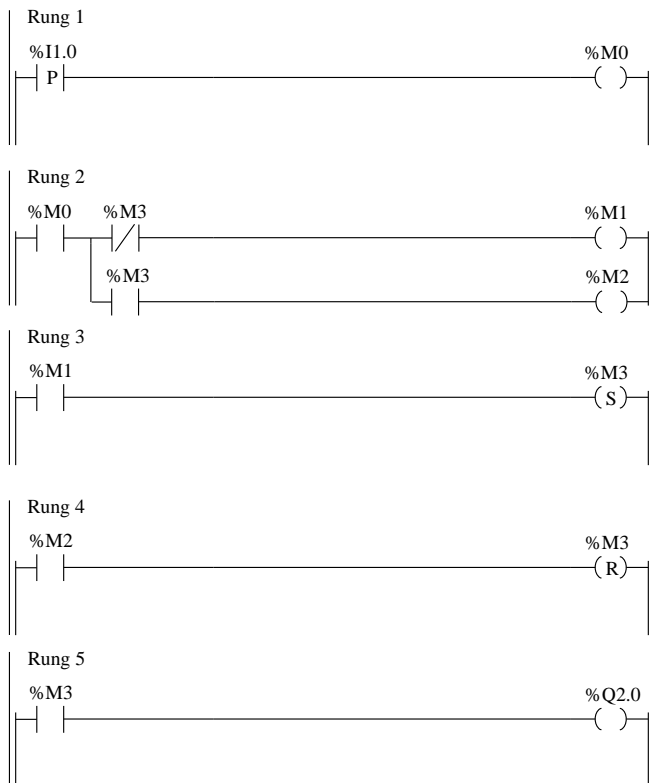 Rung 1
%I1.0 %M0
P
Rung 2
%M0 %M3 %M1
%M3 %M2
Rung 3
%M1 %M3
S
Rung 4
%M2 %M3
R
Rung 5
%M3 %Q2.0